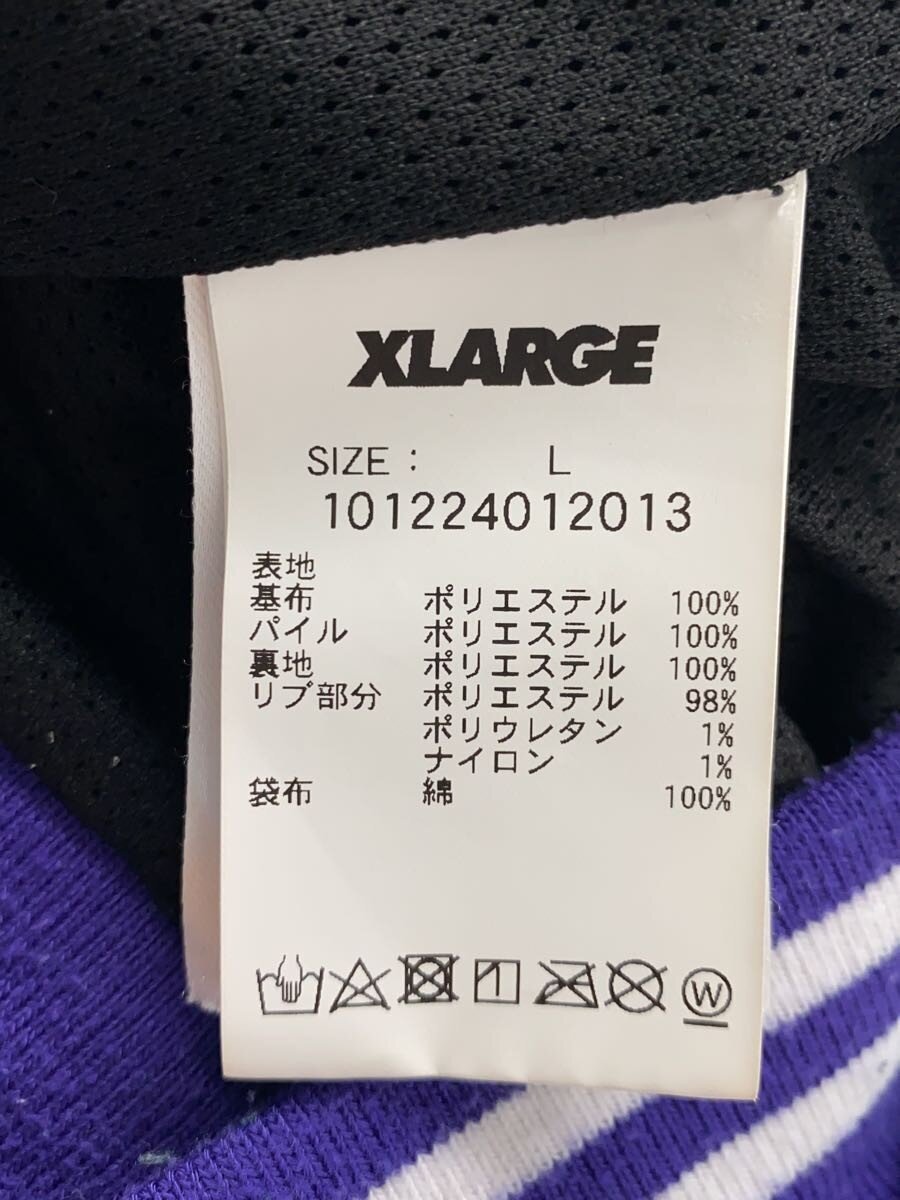 XLARGE
SIZE : L
101224012013
表地
基布 ポリエステル 100%
パイル ポリエステル 100%
裏地 ポリエステル 100%
リブ部分 ポリエステル 98%
ポリウレタン 1%
ナイロン 1%
袋布 綿 100%
W